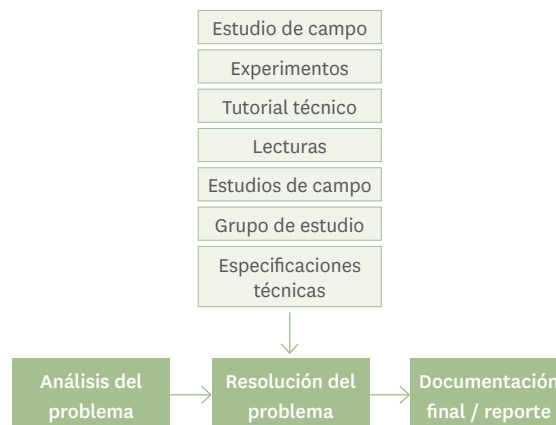 Estudio de campo
Experimentos
Tutorial técnico
Lecturas
Estudios de campo
Grupo de estudio
Especificaciones
técnicas
Análisis del
problema
Resolución del
problema
Documentación
final / reporte